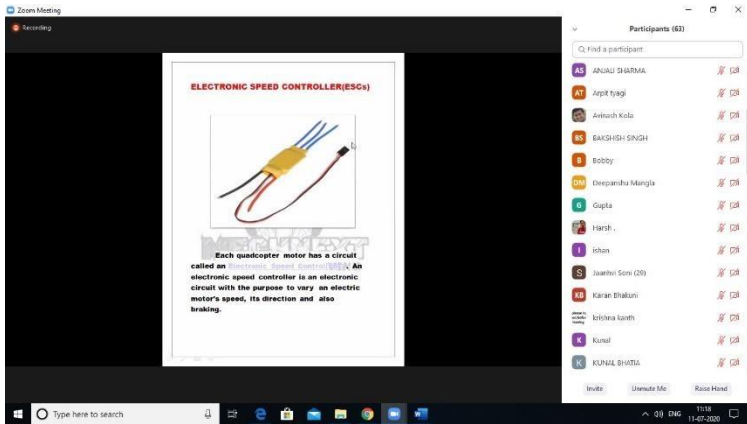 Zoom Meeting
Recording
ELECTRONIC SPEED CONTROLLER(ESCs)
MECHNEXT
Each quadcopter motor has a circuit
called an Electronic Speed Controller. An
electronic speed controller is an electronic
circuit with the purpose to vary an electric
motor's speed, its direction and also
braking.
Participants (63)
Find a participant
AS ANJALI SHARMA
AT Arpit tyagi
Avinash Kola
BS BAKSHISH SINGH
B Bobby
DM Deepanshu Mangla
G Gupta
Harsh .
I ishan
S Jaanhvi Soni (29)
KB Karan Bhakuni
krishna kanth
K Kunal
K KUNAL BHATIA
Invite Unmute Me Raise Hand
Type here to search
ENG
11:18
11-07-2020